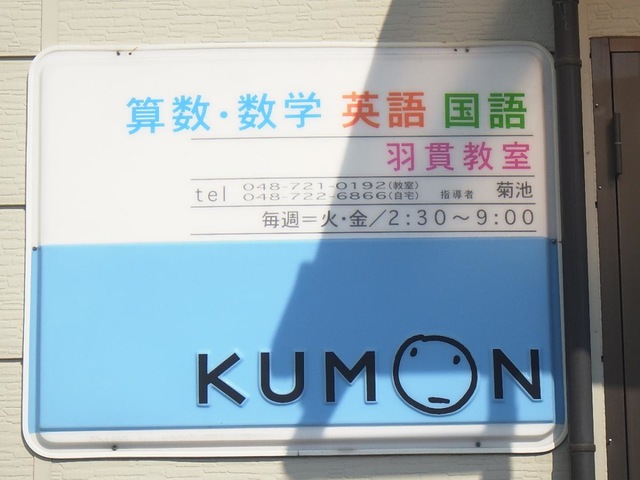 算数・数学 英語 国語
羽貫教室
tel 048-721-0192(教室)
048-722-6866(自宅) 指導者 菊池
毎週=火・金/2:30～9:00
KUMON